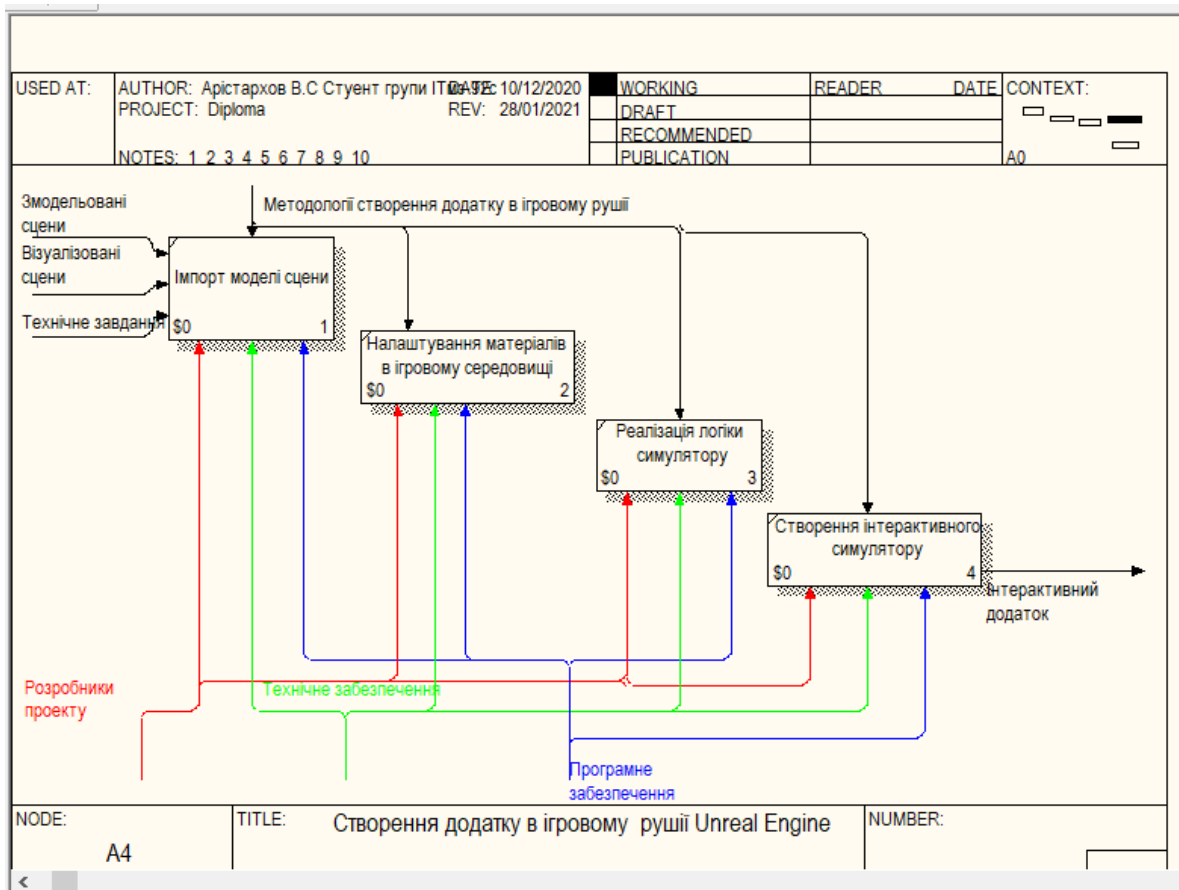 USED AT:
AUTHOR: Арістархов В.С Стуент групи ІТ
DATE: 10/12/2020
PROJECT: Diploma
REV: 28/01/2021
NOTES: 1 2 3 4 5 6 7 8 9 10
WORKING
DRAFT
RECOMMENDED
PUBLICATION
READER
DATE
CONTEXT:
A0
Змодельовані
сцени
Візуалізовані
сцени
Технічне завдання
Методології створення додатку в ігровому рушії
Імпорт моделі сцени
$0 1
Налаштування матеріалів
в ігровому середовищі
$0 2
Реалізація логіки
симулятору
$0 3
Створення інтерактивного
симулятору
$0 4
Інтерактивний
додаток
Розробники
проекту
Технічне забезпечення
Програмне
забезпечення
NODE:
A4
TITLE:
Створення додатку в ігровому рушії Unreal Engine
NUMBER: